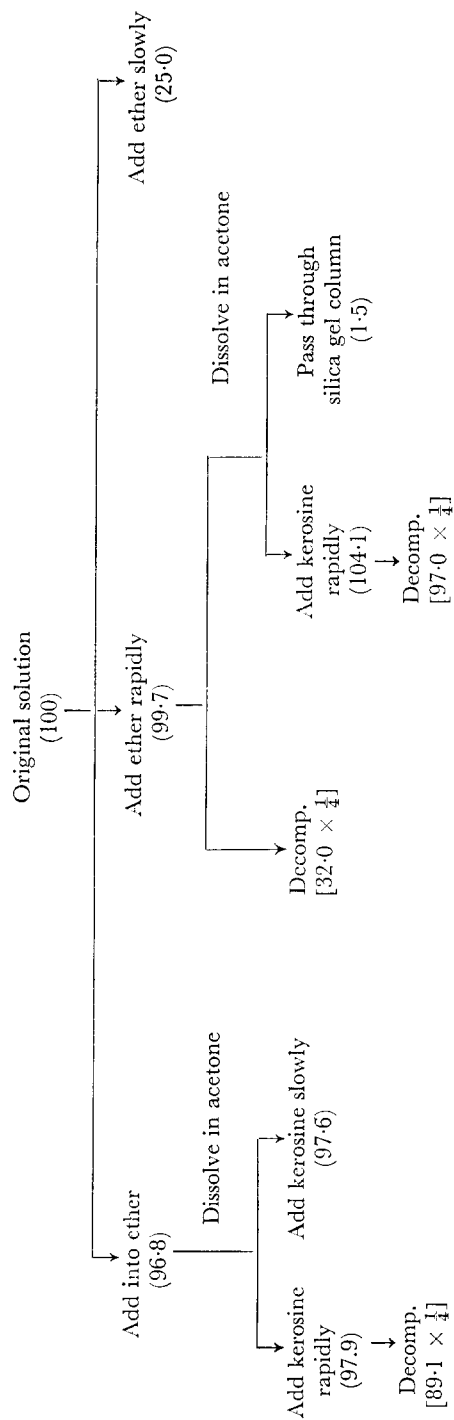 Original solution
(100)
Add into ether
(96·8)
Add ether rapidly
(99·7)
Add ether slowly
(25·0)
Dissolve in acetone
Dissolve in acetone
Add kerosine
rapidly
(97.9)
Add kerosine slowly
(97·6)
Decomp.
[32·0 × 1/4]
Add kerosine
rapidly
(104·1)
Pass through
silica gel column
(1·5)
Decomp.
[89·1 × 1/4]
Decomp.
[97·0 × 1/4]